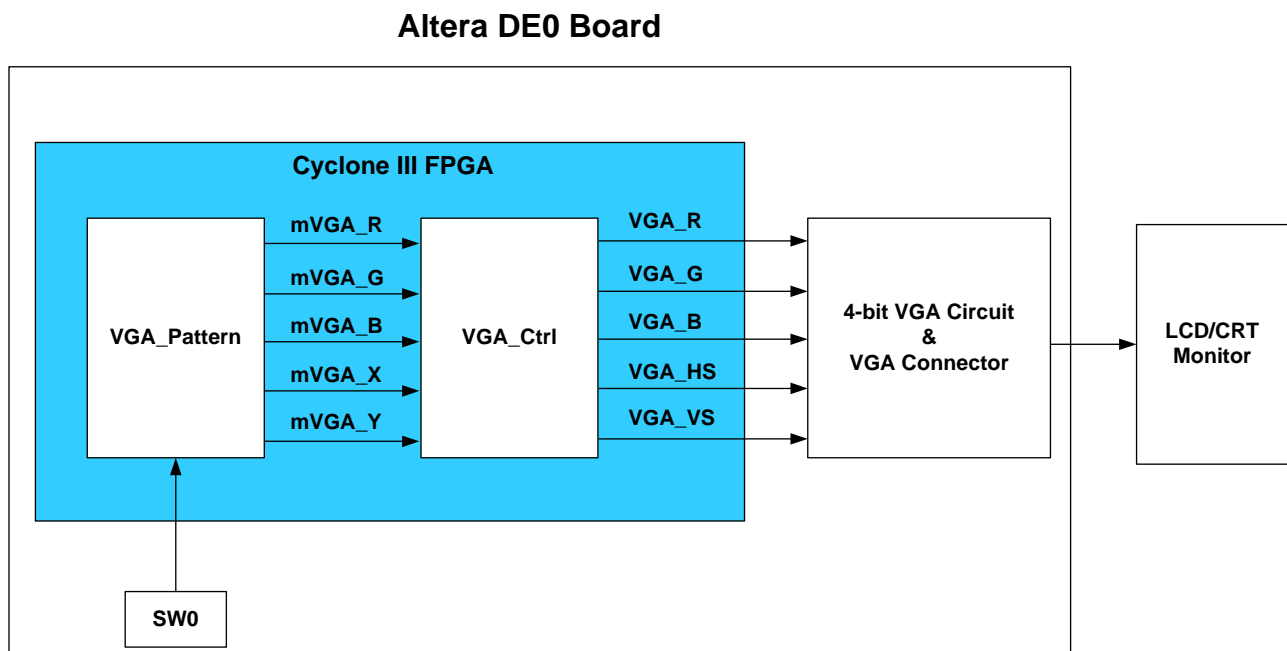 Altera DE0 Board
Cyclone III FPGA
VGA_Pattern
mVGA_R
mVGA_G
mVGA_B
mVGA_X
mVGA_Y
VGA_Ctrl
VGA_R
VGA_G
VGA_B
VGA_HS
VGA_VS
4-bit VGA Circuit
&
VGA Connector
LCD/CRT
Monitor
SW0